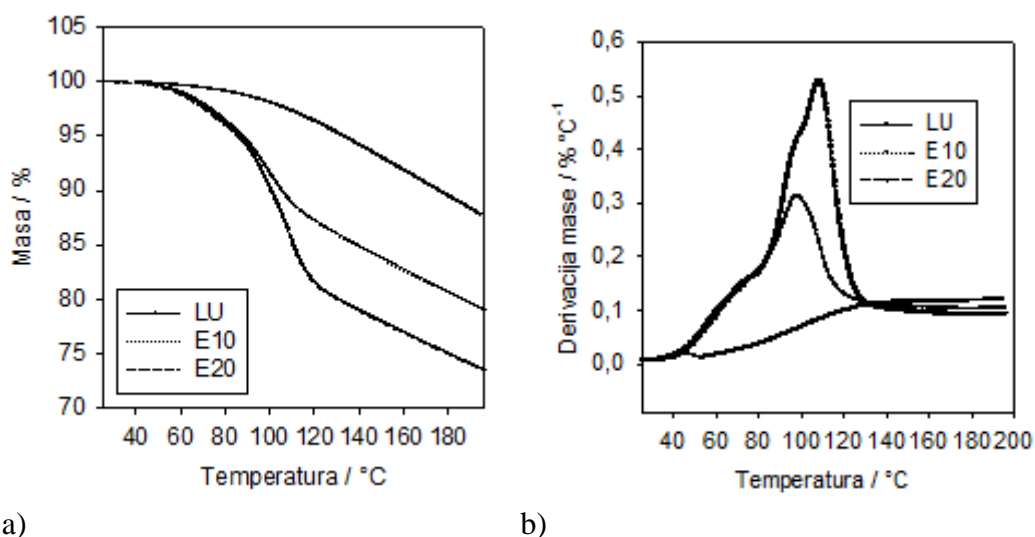 105
100
95
90
85
80
75
70
Masa / %
LU
E10
E20
40 60 80 100 120 140 160 180
Temperatura / °C
a)
0,6
0,5
0,4
0,3
0,2
0,1
0,0
Derivacija mase / % °C⁻¹
LU
E10
E20
40 60 80 100 120 140 160 180 200
Temperatura / °C
b)